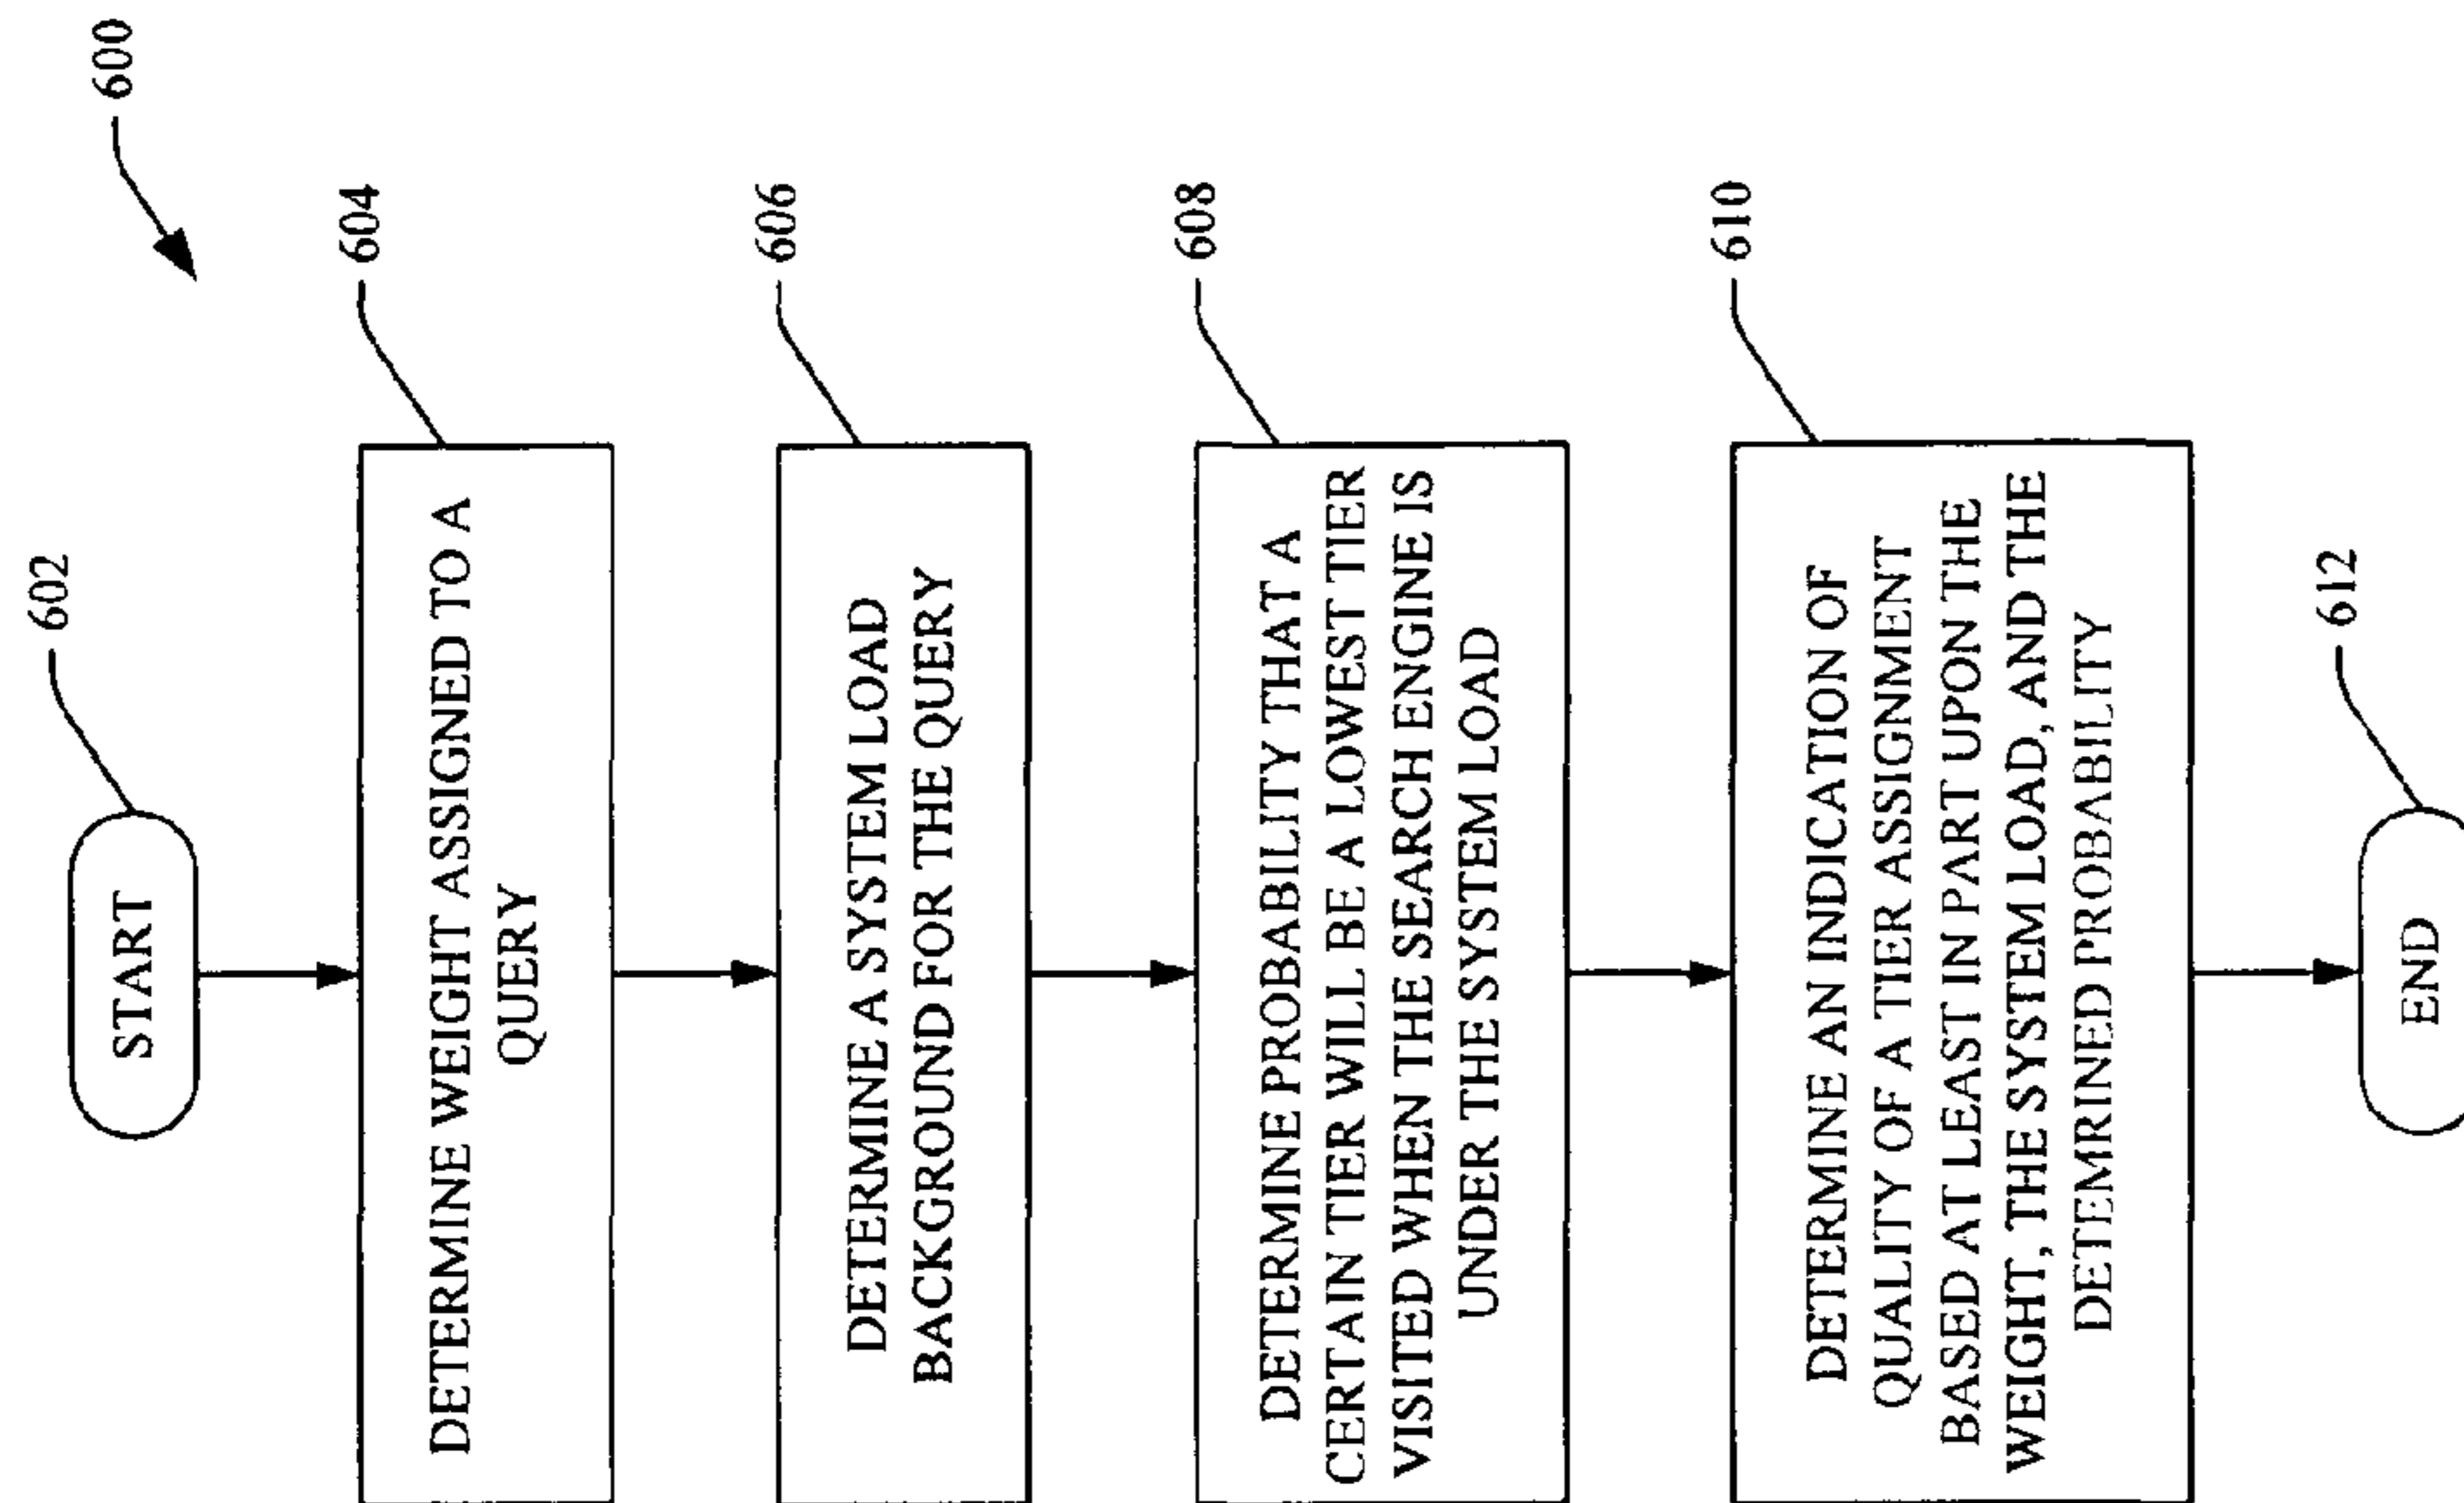 600
602
START
604
DETERMINE WEIGHT ASSIGNED TO A
QUERY
606
DETERMINE A SYSTEM LOAD
BACKGROUND FOR THE QUERY
608
DETERMINE PROBABILITY THAT A
CERTAIN TIER WILL BE A LOWEST TIER
VISITED WHEN THE SEARCH ENGINE IS
UNDER THE SYSTEM LOAD
610
DETERMINE AN INDICATION OF
QUALITY OF A TIER ASSIGNMENT
BASED AT LEAST IN PART UPON THE
WEIGHT, THE SYSTEM LOAD, AND THE
DETEMRINED PROBABILITY
612
END